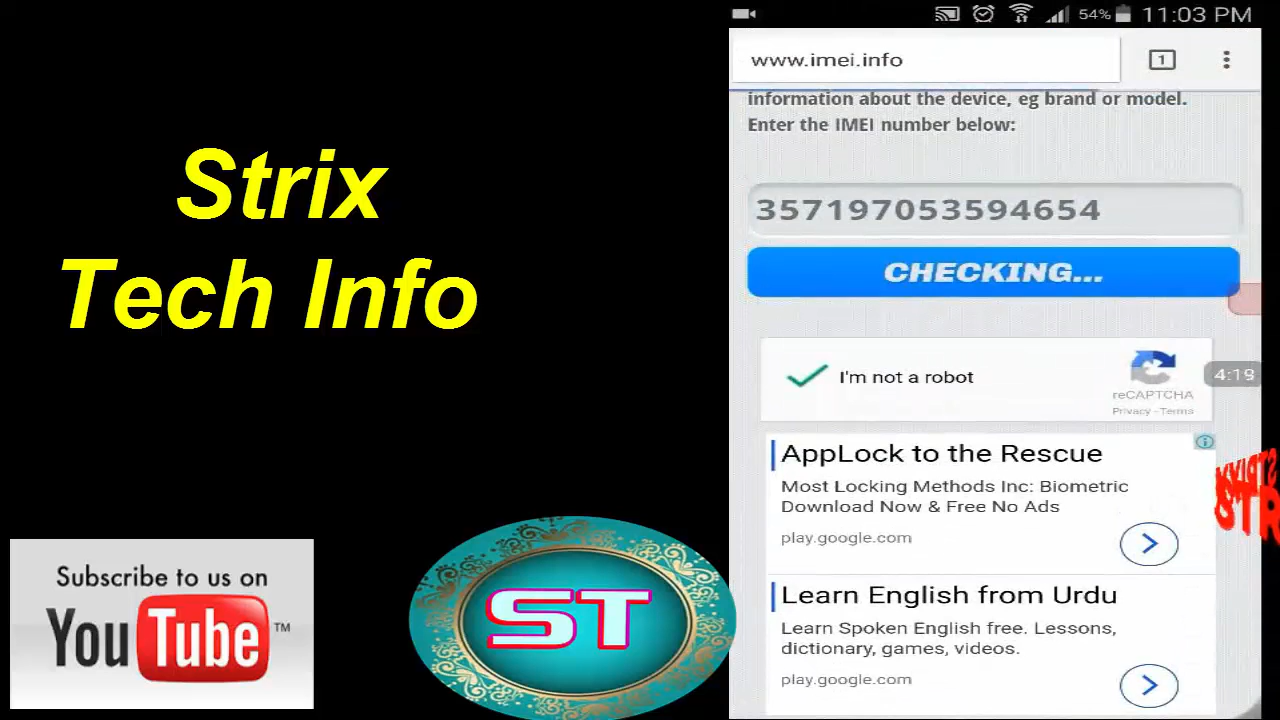 Strix
Tech Info
Subscribe to us on
YouTube™
ST
54% 11:03 PM
www.imei.info
1
information about the device, eg brand or model.
Enter the IMEI number below:
357197053594654
CHECKING...
I'm not a robot
reCAPTCHA
Privacy - Terms
4:19
AppLock to the Rescue
Most Locking Methods Inc: Biometric
Download Now & Free No Ads
play.google.com
Learn English from Urdu
Learn Spoken English free. Lessons,
dictionary, games, videos.
play.google.com
STR